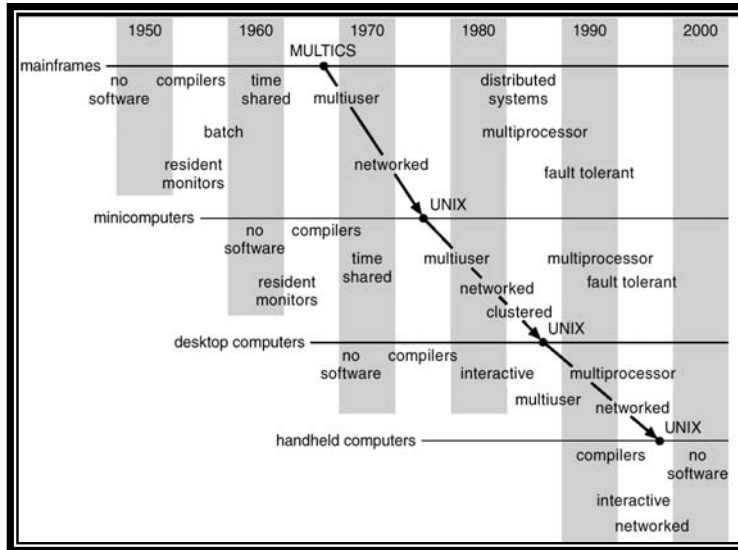 1950 1960 1970 1980 1990 2000
MULTICS
mainframes
no compilers time distributed
software shared multiuser systems
batch multiprocessor
resident networked fault tolerant
monitors
UNIX
minicomputers
no compilers
software time multiuser multiprocessor
resident shared networked fault tolerant
monitors
clustered
UNIX
desktop computers
no compilers
software interactive multiprocessor
multiuser networked
UNIX
handheld computers
compilers no
software
interactive
networked